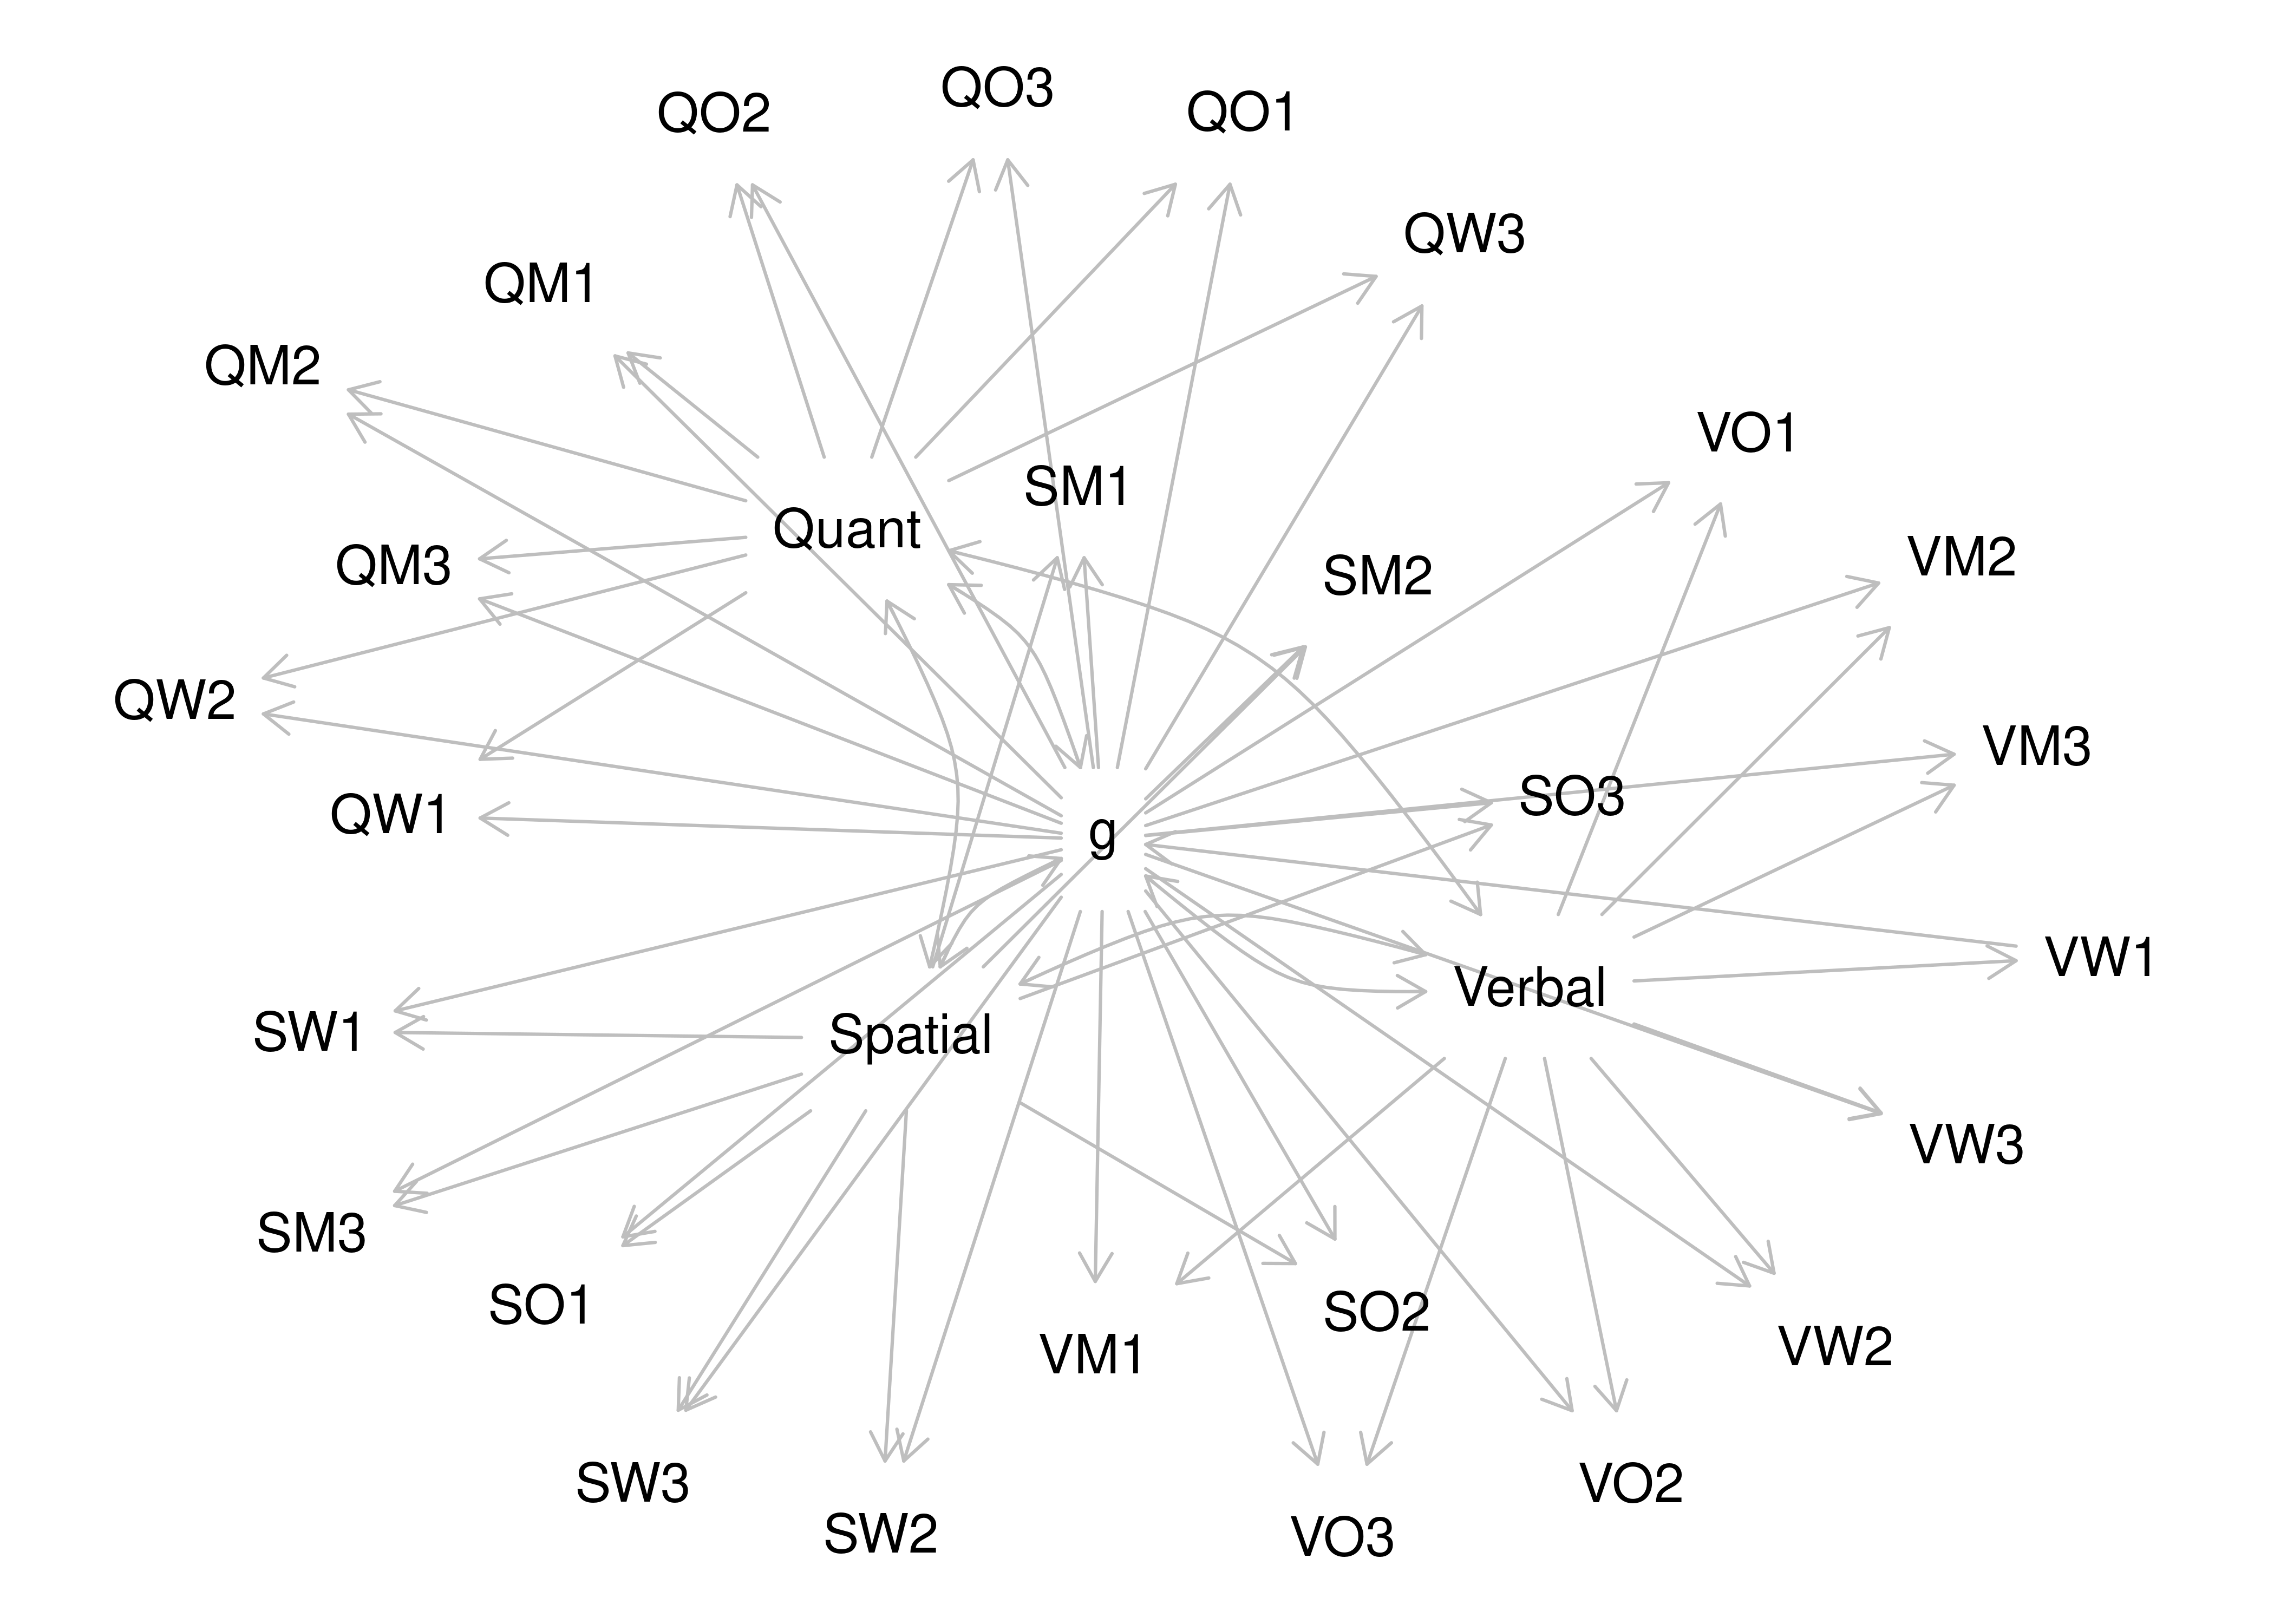 QO3
QO2
QO1
QW3
QM1
QM2
VO1
SM1
Quant
VM2
QM3
SM2
QW2
VM3
SO3
QW1
g
VW1
Verbal
SW1
Spatial
VW3
SM3
SO1
SO2
VW2
VM1
SW3
VO2
SW2
VO3